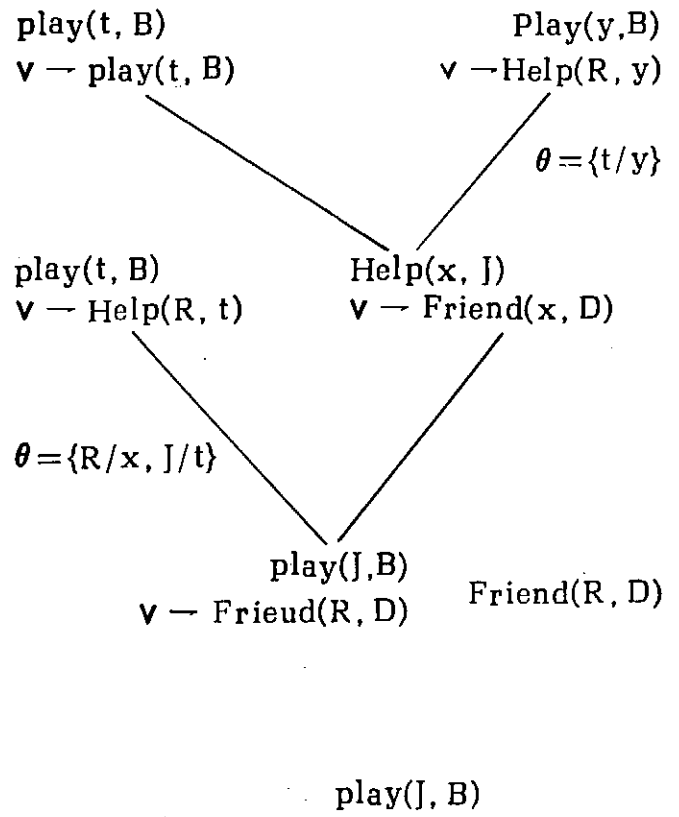 play(t, B)
v — play(t, B)
Play(y,B)
v —Help(R, y)
θ={t/y}
play(t, B)
v — Help(R, t)
Help(x, J)
v — Friend(x, D)
θ={R/x, J/t}
play(J,B)
v — Frieud(R, D)
Friend(R, D)
play(J, B)